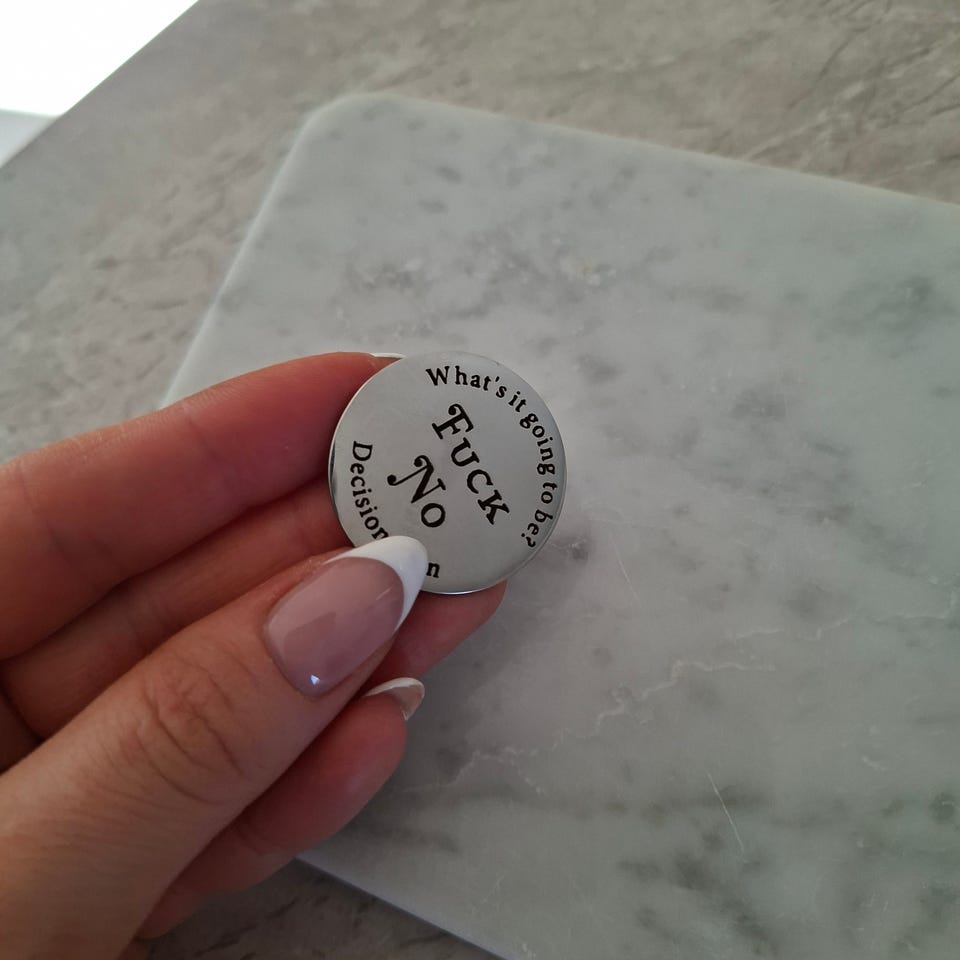 What's it going to be?
FUCK
No
Decision